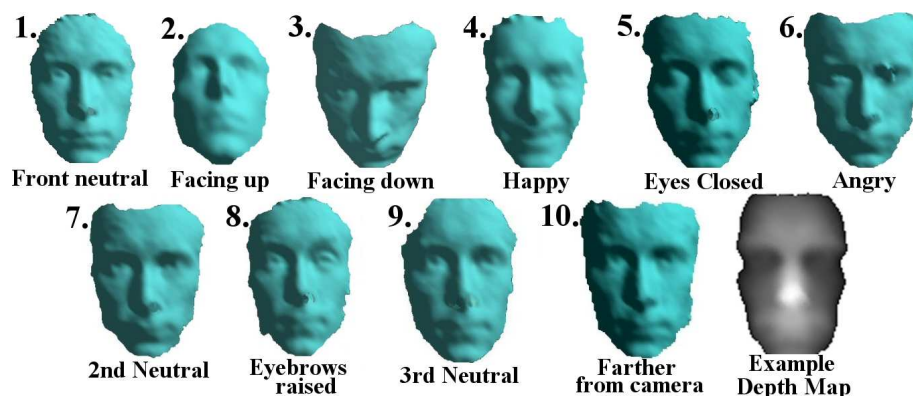 1. 2. 3. 4. 5. 6.
Front neutral Facing up Facing down Happy Eyes Closed Angry
7. 8. 9. 10.
2nd Neutral Eyebrows raised 3rd Neutral Farther from camera Example Depth Map